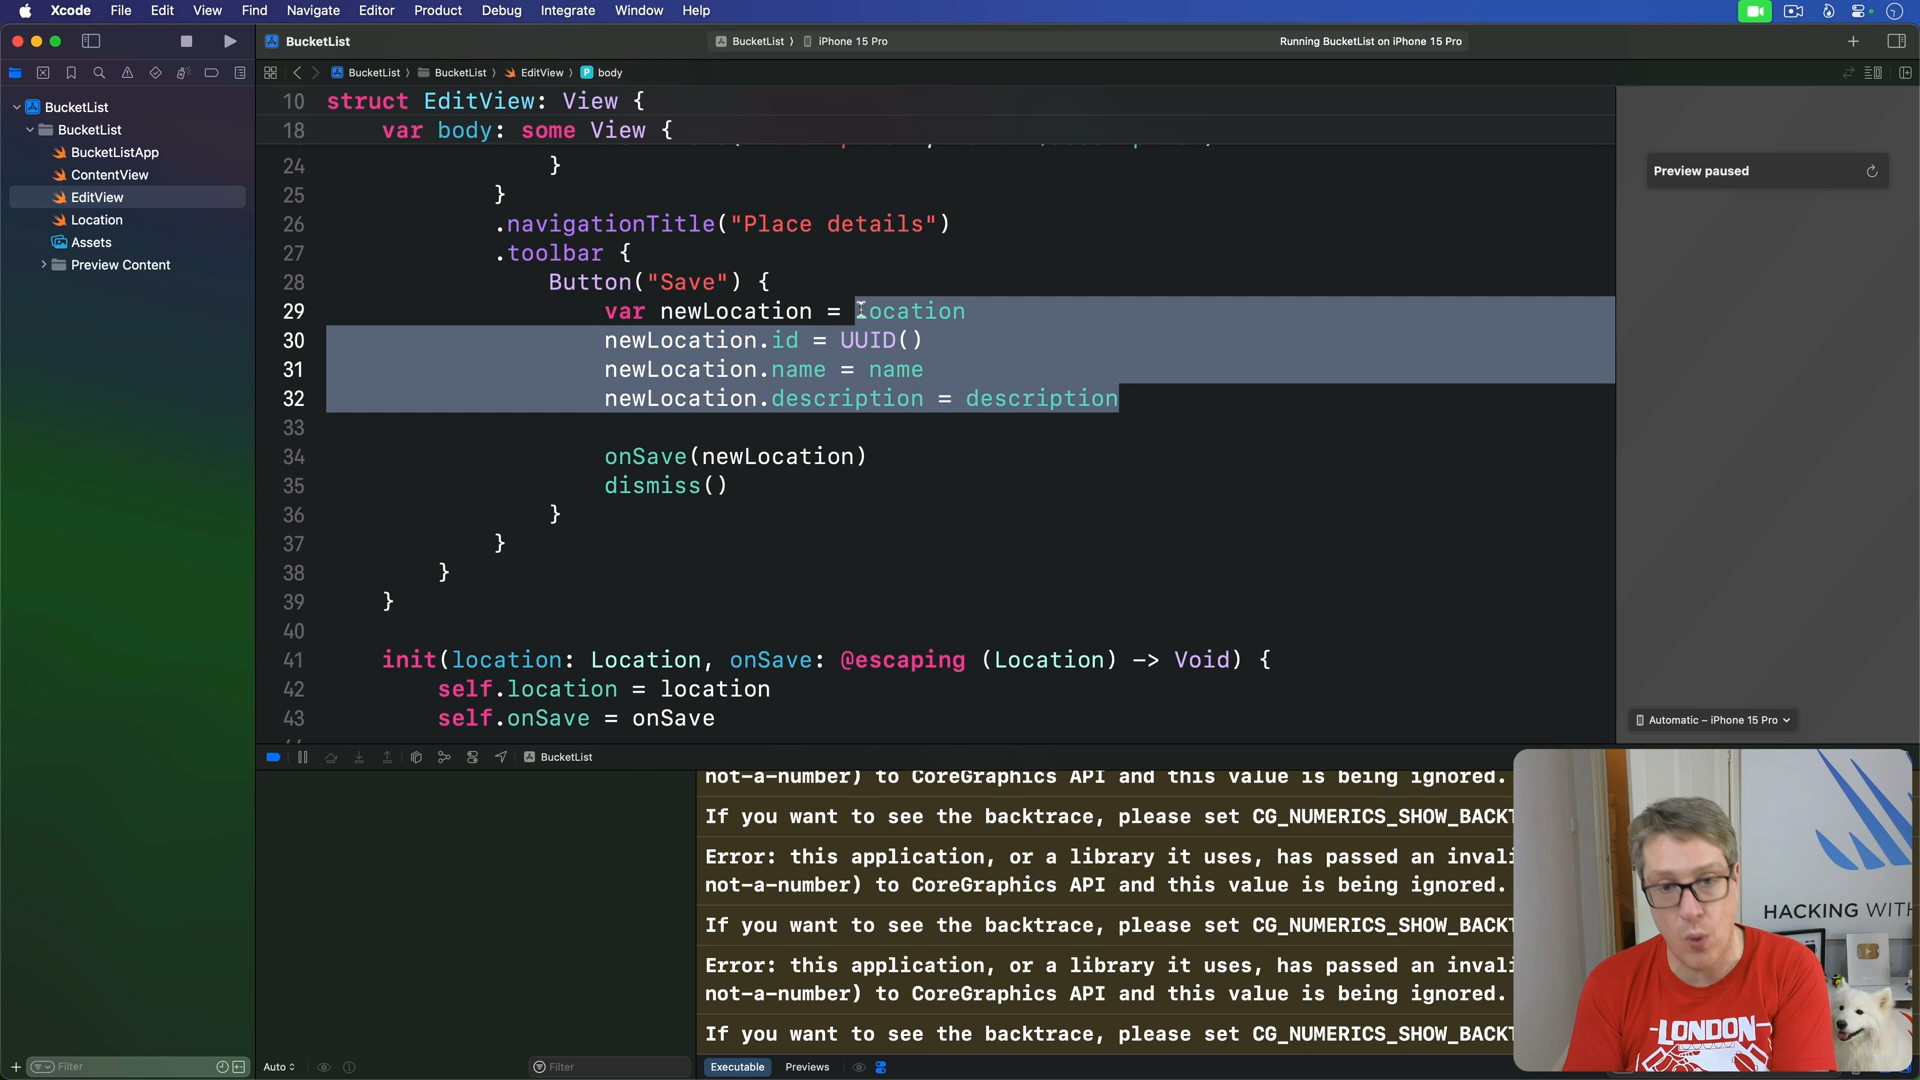 Xcode File Edit View Find Navigate Editor Product Debug Integrate Window Help
BucketList
BucketList ⟩ iPhone 15 Pro
Running BucketList on iPhone 15 Pro
BucketList ⟩ BucketList ⟩ EditView ⟩ body
BucketList
BucketList
BucketListApp
ContentView
EditView
Location
Assets
Preview Content
10 struct EditView: View {
18 var body: some View {
24 }
25 }
26 .navigationTitle("Place details")
27 .toolbar {
28 Button("Save") {
29 var newLocation = location
30 newLocation.id = UUID()
31 newLocation.name = name
32 newLocation.description = description
33
34 onSave(newLocation)
35 dismiss()
36 }
37 }
38 }
39 }
40
41 init(location: Location, onSave: @escaping (Location) -> Void) {
42 self.location = location
43 self.onSave = onSave
Preview paused
Automatic – iPhone 15 Pro
BucketList
not-a-number) to CoreGraphics API and this value is being ignored.
If you want to see the backtrace, please set CG_NUMERICS_SHOW_BACKT
Error: this application, or a library it uses, has passed an invali
not-a-number) to CoreGraphics API and this value is being ignored.
If you want to see the backtrace, please set CG_NUMERICS_SHOW_BACKT
Error: this application, or a library it uses, has passed an invali
not-a-number) to CoreGraphics API and this value is being ignored.
If you want to see the backtrace, please set CG_NUMERICS_SHOW_BACKT
HACKING WITH
LONDON
Filter
Auto
Filter
Executable
Previews